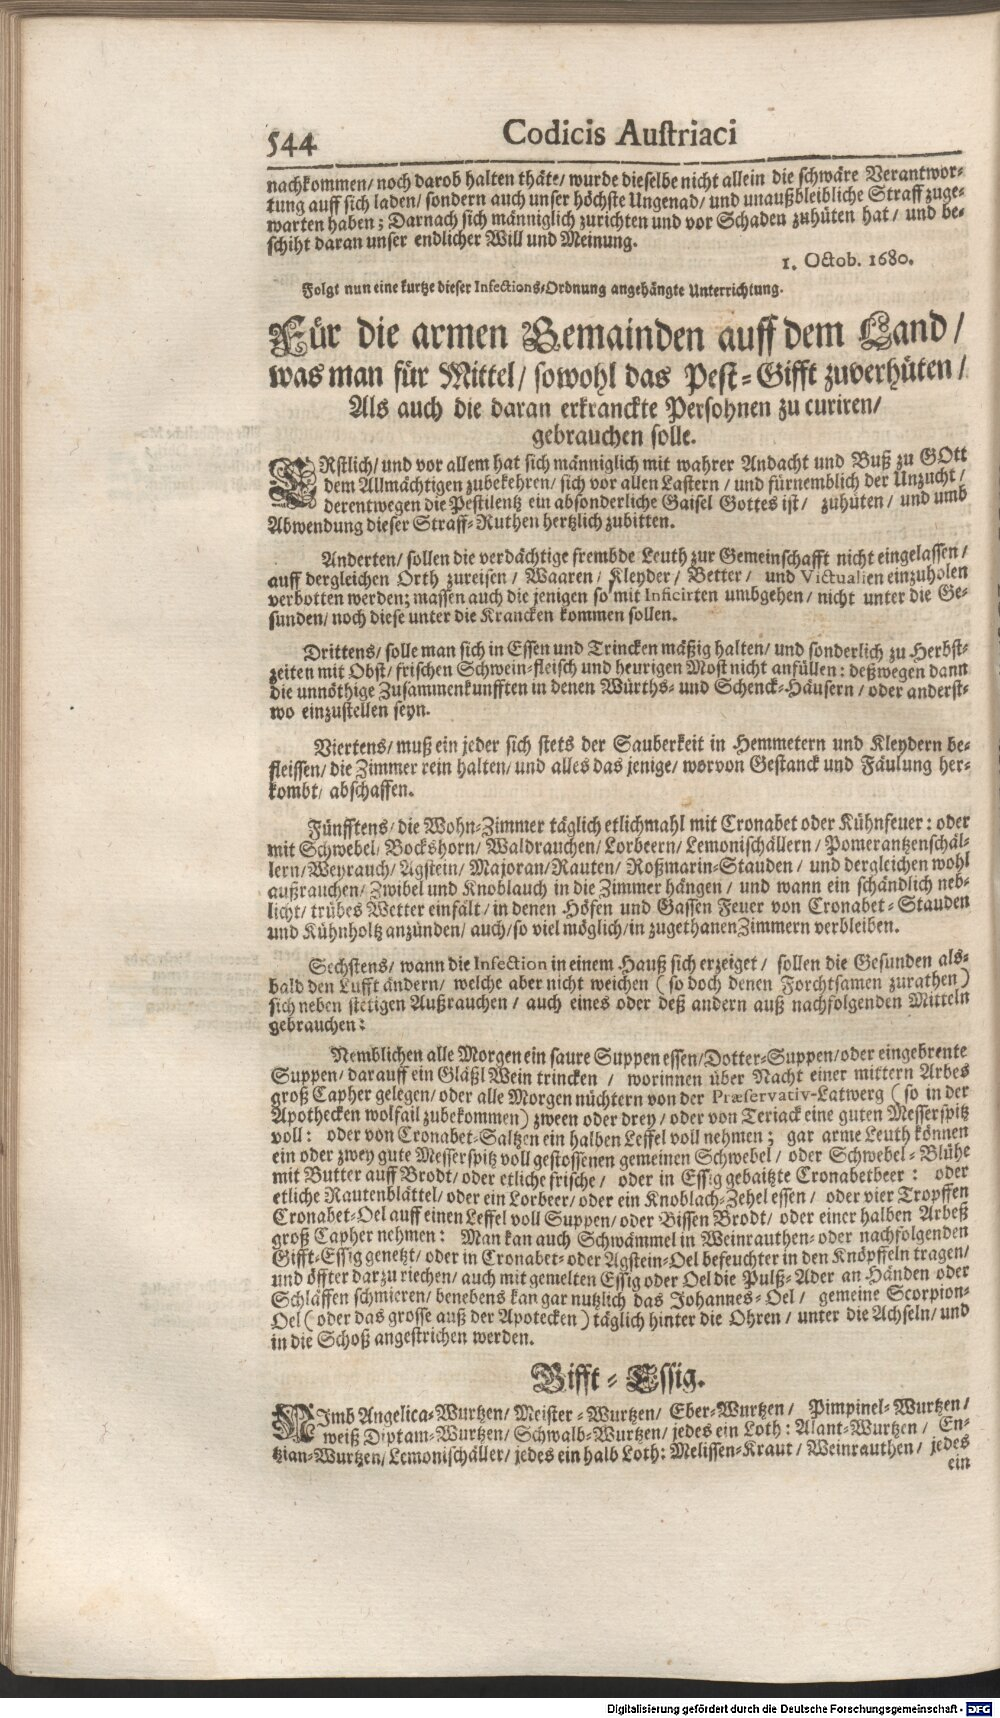 544
Codicis Austriaci
nachkommen/ noch darob halten thäte/ wurde dieselbe nicht allein die schwäre Verantwor-
tung auff sich laden/ sondern auch unser höchste Ungenad/ und unaußbleibliche Straff zuge-
warten haben; Darnach sich männiglich zurichten und vor Schaden zuhüten hat/ und be-
schiht daran unser endlicher Will und Meinung.
1. Octob. 1680.
Folgt nun eine kurtze dieser Infections-Ordnung angehängte Unterrichtung.
Für die armen Gemainden auff dem Land/
was man für Mittel/ sowohl das Pest-Gifft zuverhüten/
Als auch die daran erkranckte Persohnen zu curiren/
gebrauchen solle.
ERstlich/ und vor allem hat sich männiglich mit wahrer Andacht und Buß zu GOtt
dem Allmächtigen zubekehren/ sich vor allen Lastern/ und fürnemblich der Unzucht/
derentwegen die Pestilentz ein absonderliche Gaisel Gottes ist/ zuhüten/ und umb
Abwendung dieser Straff-Ruthen hertzlich zubitten.
Anderten/ sollen die verdächtige frembde Leuth zur Gemeinschafft nicht eingelassen/
auff dergleichen Orth zureisen/ Waaren/ Kleyder/ Better/ und Victualien einzuholen
verbotten werden; massen auch die jenigen so mit Inficirten umbgehen/ nicht unter die Ge-
sunden/ noch diese unter die Krancken kommen sollen.
Drittens/ solle man sich in Essen und Trincken mäßig halten/ und sonderlich zu Herbst-
zeiten mit Obst/ frischen Schwein-fleisch und heurigen Most nicht anfüllen: deßwegen dann
die unnöthige Zusammenkunfften in denen Würths- und Schenck-Häusern/ oder anderst-
wo einzustellen seyn.
Viertens/ muß ein jeder sich stets der Sauberkeit in Hemmetern und Kleydern be-
fleissen/ die Zimmer rein halten/ und alles das jenige/ worvon Gestanck und Fäulung her-
kombt/ abschaffen.
Fünfftens/ die Wohn-Zimmer täglich etlichmahl mit Cronabet oder Kühnfeuer: oder
mit Schwebel/ Bockshorn/ Waldrauchen/ Lorbeern/ Lemonischällern/ Pomerantzenschäl-
lern/ Weyrauch/ Agstein/ Majoran/ Rauten/ Roßmarin-Stauden/ und dergleichen wohl
außrauchen/ Zwibel und Knoblauch in die Zimmer hängen/ und wann ein schändlich neb-
licht/ trübes Wetter einfält/ in denen Höfen und Gassen Feuer von Cronabet-Stauden
und Kühnholtz anzünden/ auch/ so viel möglich/ in zugethanen Zimmern verbleiben.
Sechstens/ wann die Infection in einem Hauß sich erzeiget/ sollen die Gesunden als-
bald den Lufft ändern/ welche aber nicht weichen (so doch denen Forchtsamen zurathen)
sich neben stetigen Außrauchen/ auch eines oder deß andern auß nachfolgenden Mitteln
gebrauchen:
Nemblichen alle Morgen ein saure Suppen essen/ Dotter-Suppen/ oder eingebrente
Suppen/ darauff ein Gläßl Wein trincken/ worinnen über Nacht einer mittern Arbes
groß Capher gelegen/ oder alle Morgen nüchtern von der Præservativ-Latwerg (so in der
Apothecken wolfail zubekommen) zween oder drey/ oder von Teriack eine guten Messerspitz
voll: oder von Cronabet-Saltzen ein halben Leffel voll nehmen; gar arme Leuth können
ein oder zwey gute Messerspitz voll gestossenen gemeinen Schwebel/ oder Schwebel-Blühe
mit Butter auff Brodt/ oder etliche frische/ oder in Essig gebaitzte Cronabetbeer: oder
etliche Rautenblättel/ oder ein Lorbeer/ oder ein Knoblach-Zehel essen/ oder vier Tropffen
Cronabet-Oel auff einen Leffel voll Suppen/ oder Bissen Brodt/ oder einer halben Arbeß
groß Capher nehmen: Man kan auch Schwämmel in Weinrauthen- oder nachfolgenden
Gifft-Essig genetzt/ oder in Cronabet- oder Agstein-Oel befeuchter in den Knöpffeln tragen/
und öffter darzu riechen/ auch mit gemelten Essig oder Oel die Pulß-Ader an Händen oder
Schläffen schmieren/ benebens kan gar nutzlich das Johannes-Oel/ gemeine Scorpion-
Oel (oder das grosse auß der Apotecken) täglich hinter die Ohren/ unter die Achseln/ und
in die Schoß angestrichen werden.
Gifft-Essig.
NImb Angelica-Wurtzen/ Meister-Wurtzen/ Eber-Wurtzen/ Pimpinel-Wurtzen/
weiß Diptam-Wurtzen/ Schwalb-Wurtzen/ jedes ein Loth: Alant-Wurtzen/ En-
tzian-Wurtzen/ Lemonischäller/ jedes ein halb Loth: Melissen-Kraut/ Weinrauthen/ jedes
ein
Digitalisierung gefördert durch die Deutsche Forschungsgemeinschaft - DFG